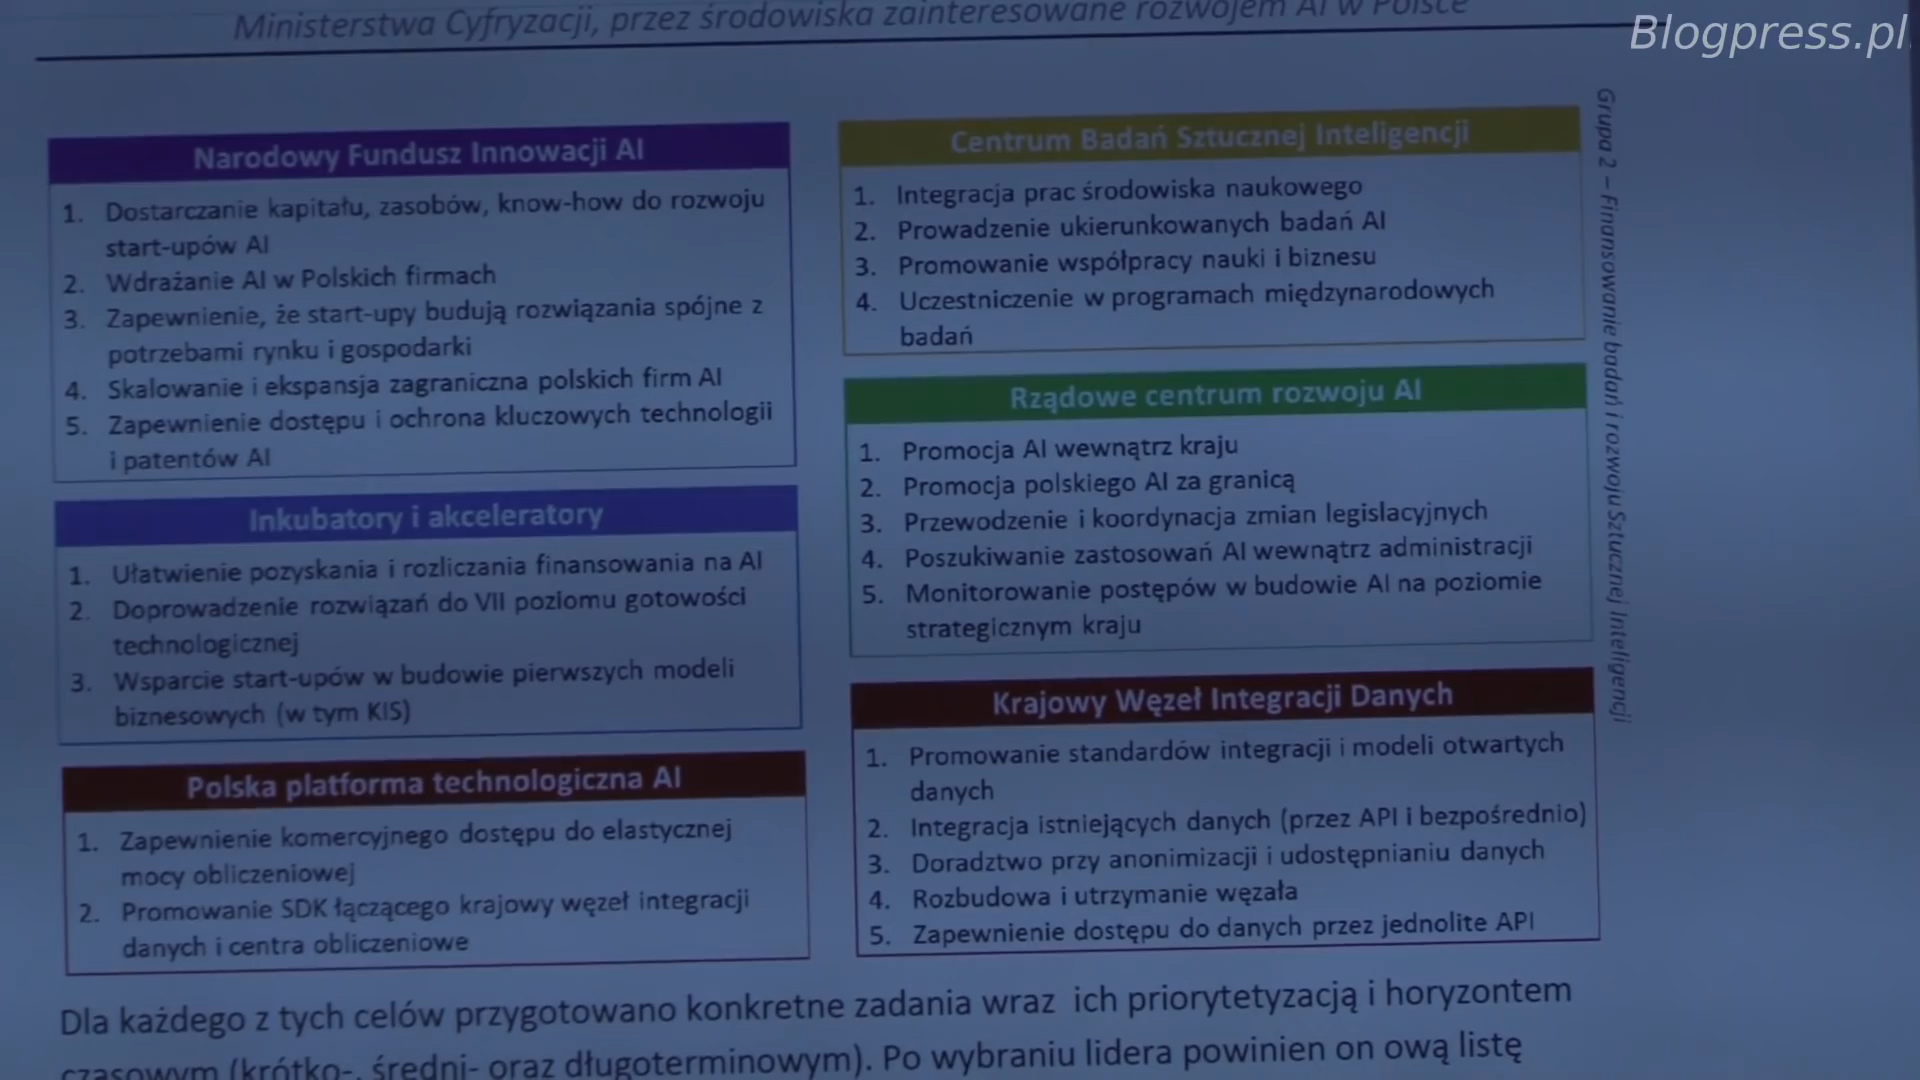 Ministerstwa Cyfryzacji, przez środowiska zainteresowane rozwojem AI w Polsce
Blogpress.pl
Narodowy Fundusz Innowacji AI
1. Dostarczanie kapitału, zasobów, know-how do rozwoju
start-upów AI
2. Wdrażanie AI w Polskich firmach
3. Zapewnienie, że start-upy budują rozwiązania spójne z
potrzebami rynku i gospodarki
4. Skalowanie i ekspansja zagraniczna polskich firm AI
5. Zapewnienie dostępu i ochrona kluczowych technologii
i patentów AI
Inkubatory i akceleratory
1. Ułatwienie pozyskania i rozliczania finansowania na AI
2. Doprowadzenie rozwiązań do VII poziomu gotowości
technologicznej
3. Wsparcie start-upów w budowie pierwszych modeli
biznesowych (w tym KIS)
Polska platforma technologiczna AI
1. Zapewnienie komercyjnego dostępu do elastycznej
mocy obliczeniowej
2. Promowanie SDK łączącego krajowy węzeł integracji
danych i centra obliczeniowe
Centrum Badań Sztucznej Inteligencji
1. Integracja prac środowiska naukowego
2. Prowadzenie ukierunkowanych badań AI
3. Promowanie współpracy nauki i biznesu
4. Uczestniczenie w programach międzynarodowych
badań
Rządowe centrum rozwoju AI
1. Promocja AI wewnątrz kraju
2. Promocja polskiego AI za granicą
3. Przewodzenie i koordynacja zmian legislacyjnych
4. Poszukiwanie zastosowań AI wewnątrz administracji
5. Monitorowanie postępów w budowie AI na poziomie
strategicznym kraju
Krajowy Węzeł Integracji Danych
1. Promowanie standardów integracji i modeli otwartych
danych
2. Integracja istniejących danych (przez API i bezpośrednio)
3. Doradztwo przy anonimizacji i udostępnianiu danych
4. Rozbudowa i utrzymanie węzała
5. Zapewnienie dostępu do danych przez jednolite API
Grupa 2 – Finansowanie badań i rozwoju Sztucznej Inteligencji
Dla każdego z tych celów przygotowano konkretne zadania wraz ich priorytetyzacją i horyzontem
czasowym (krótko-, średni- oraz długoterminowym). Po wybraniu lidera powinien on ową listę